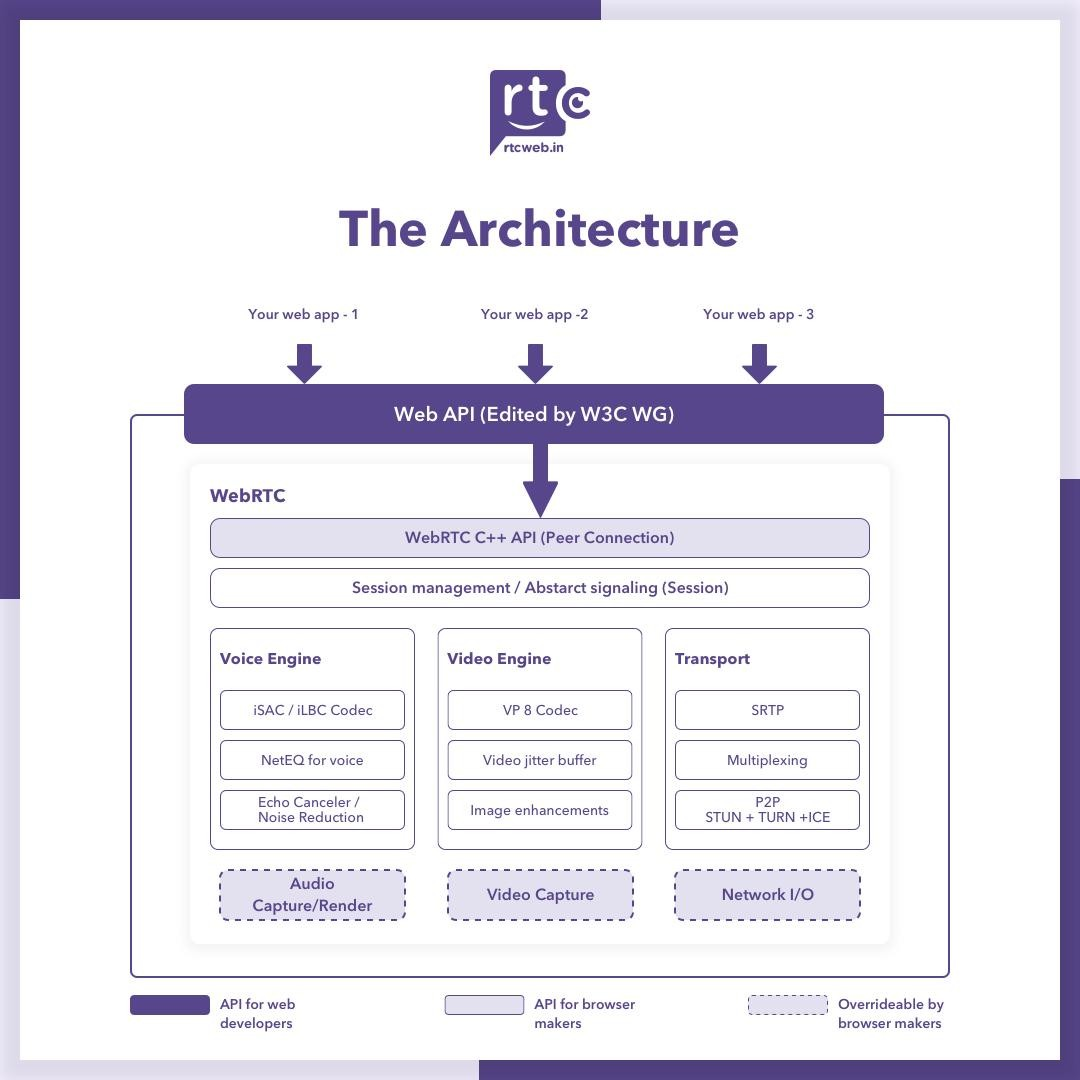 rtc
rtcweb.in
The Architecture
Your web app - 1
Your web app -2
Your web app - 3
Web API (Edited by W3C WG)
WebRTC
WebRTC C++ API (Peer Connection)
Session management / Abstarct signaling (Session)
Voice Engine
iSAC / iLBC Codec
NetEQ for voice
Echo Canceler /
Noise Reduction
Video Engine
VP 8 Codec
Video jitter buffer
Image enhancements
Transport
SRTP
Multiplexing
P2P
STUN + TURN +ICE
Audio
Capture/Render
Video Capture
Network I/O
API for web
developers
API for browser
makers
Overrideable by
browser makers